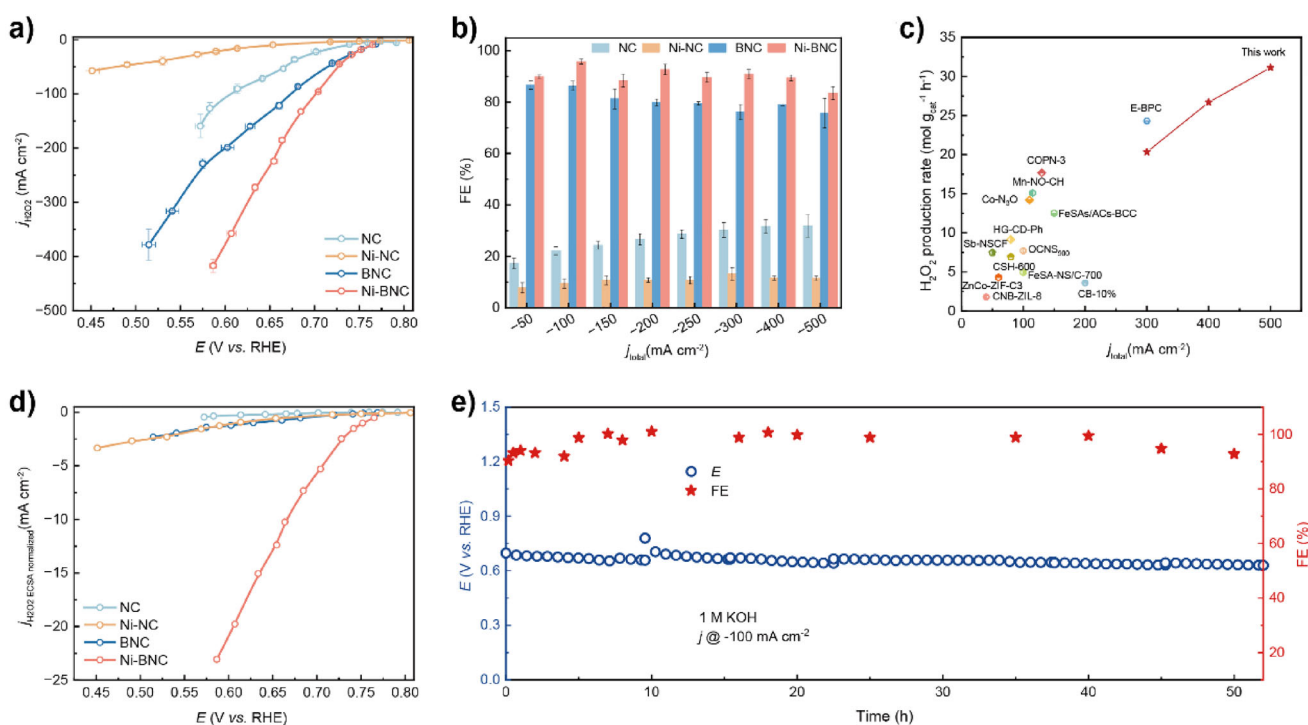 a)
0
−100
−200
−300
−400
−500
j_H2O2 (mA cm⁻²)
NC
Ni-NC
BNC
Ni-BNC
0.45 0.50 0.55 0.60 0.65 0.70 0.75 0.80
E (V vs. RHE)
b)
NC Ni-NC BNC Ni-BNC
100
80
60
40
20
0
FE (%)
−50 −100 −150 −200 −250 −300 −400 −500
j_total(mA cm⁻²)
c)
35
30
25
20
15
10
5
0
H₂O₂ production rate (mol g_cat⁻¹ h⁻¹)
This work
E-BPC
COPN-3
Mn-NO-CH
Co-N₃O
FeSAs/ACs-BCC
HG-CD-Ph
Sb-NSCF
OCNS₉₀₀
CSH-600
FeSA-NS/C-700
ZnCo-ZIF-C3
CB-10%
CNB-ZIL-8
0 100 200 300 400 500
j_total(mA cm⁻²)
d)
0
−5
−10
−15
−20
−25
j_H2O2 ECSA normalized(mA cm⁻²)
NC
Ni-NC
BNC
Ni-BNC
0.45 0.50 0.55 0.60 0.65 0.70 0.75 0.80
E (V vs. RHE)
e)
1.5
1.2
0.9
0.6
0.3
0.0
E (V vs. RHE)
E
FE
1 M KOH
j @ -100 mA cm⁻²
100
80
60
40
20
FE (%)
0 10 20 30 40 50
Time (h)